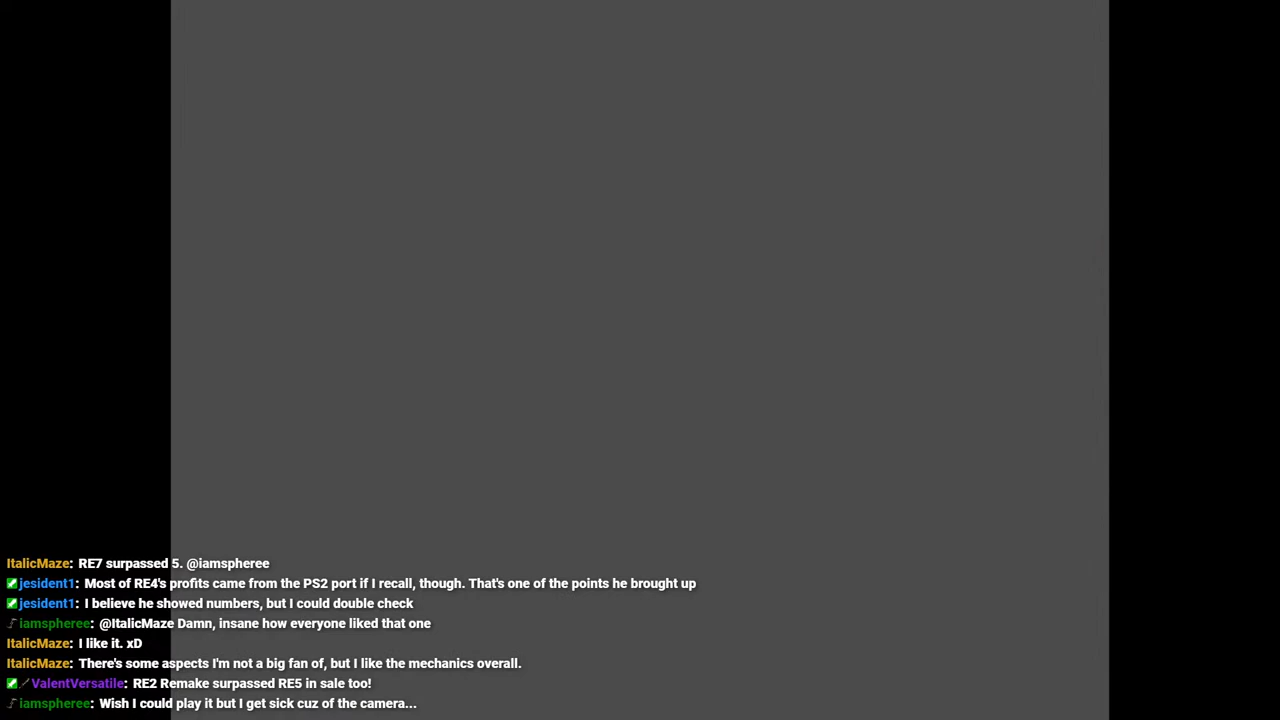 ItalicMaze: RE7 surpassed 5. @iamspheree
jesident1: Most of RE4's profits came from the PS2 port if I recall, though. That's one of the points he brought up
jesident1: I believe he showed numbers, but I could double check
iamspheree: @ItalicMaze Damn, insane how everyone liked that one
ItalicMaze: I like it. xD
ItalicMaze: There's some aspects I'm not a big fan of, but I like the mechanics overall.
ValentVersatile: RE2 Remake surpassed RE5 in sale too!
iamspheree: Wish I could play it but I get sick cuz of the camera...